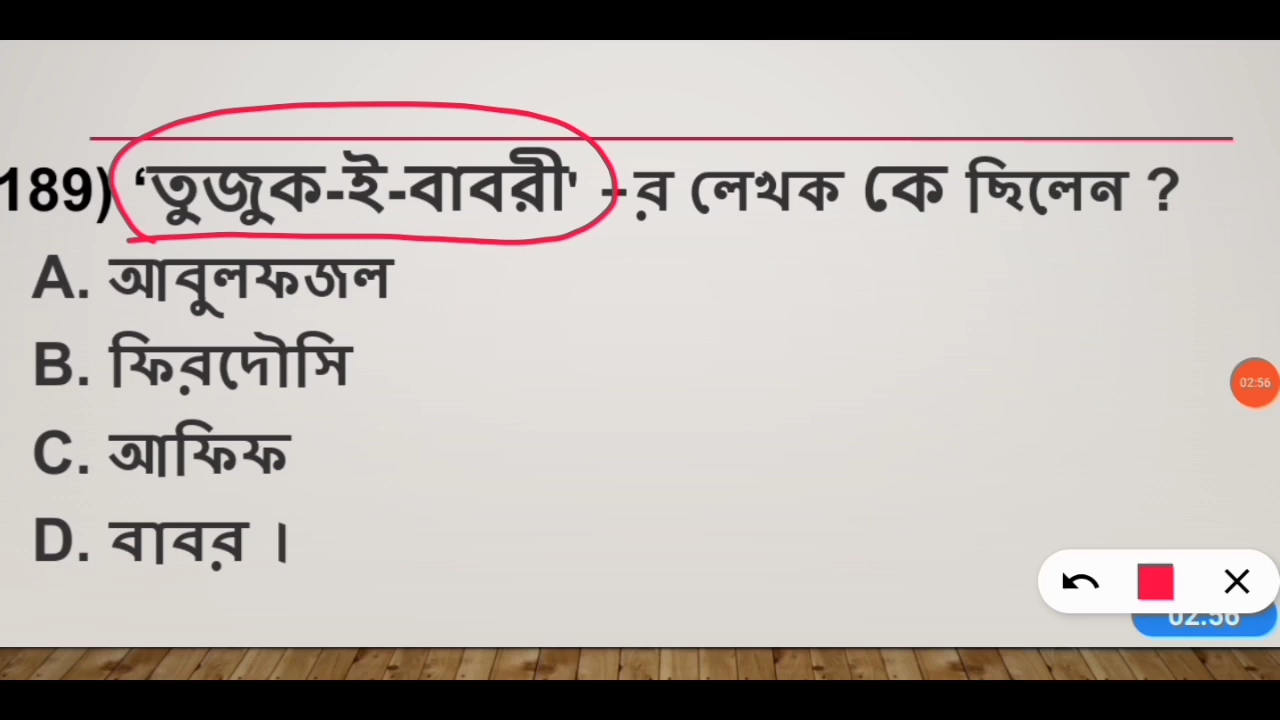 189) ‘তুজুক-ই-বাবরী' -র লেখক কে ছিলেন ?
A. আবুলফজল
B. ফিরদৌসি
C. আফিফ
D. বাবর ।
02:56
02:56